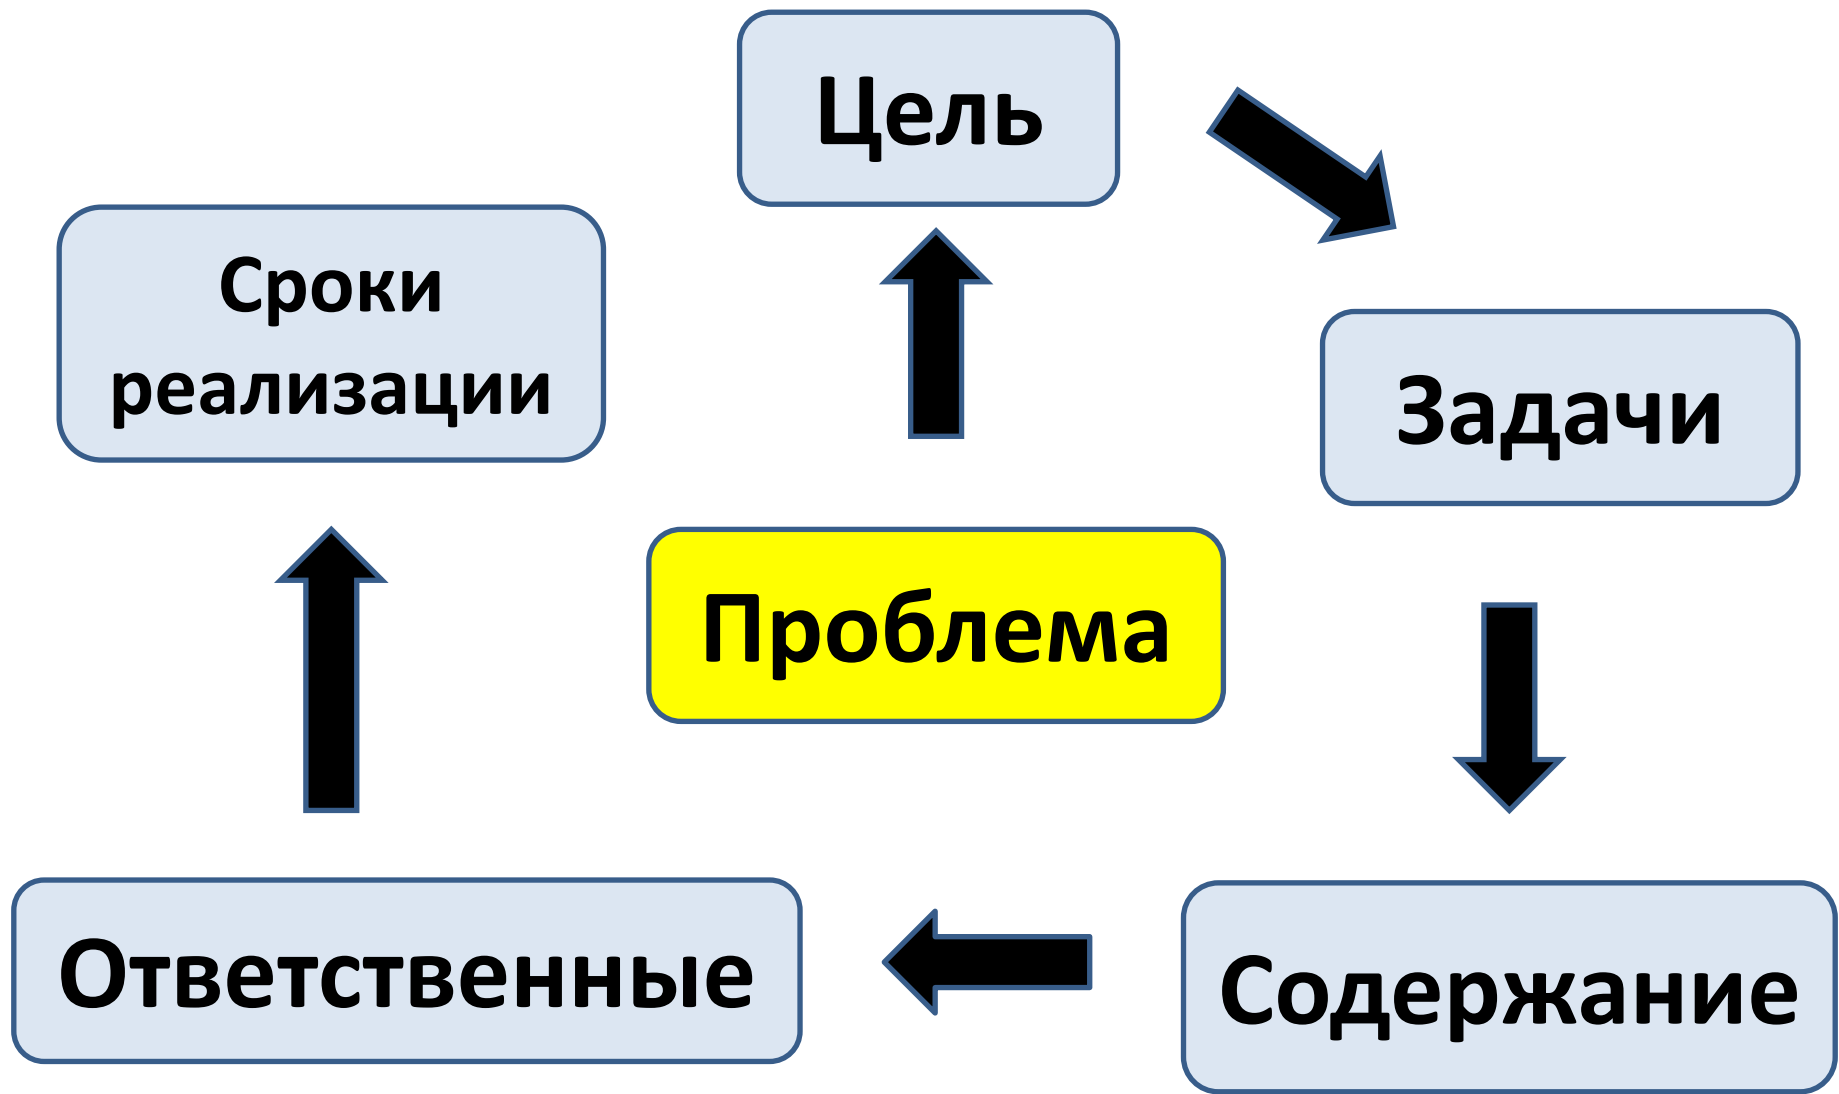 Цель
Сроки
реализации
Задачи
Проблема
Ответственные
Содержание